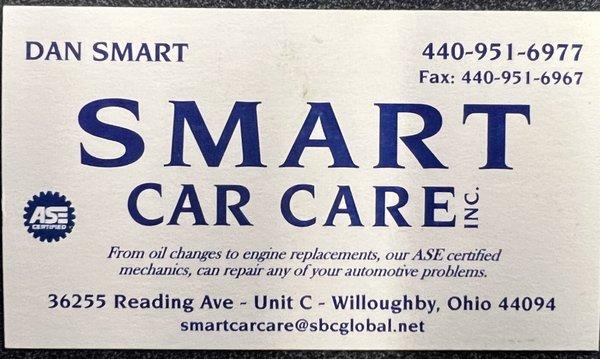 DAN SMART
440-951-6977
Fax: 440-951-6967
SMART
CAR CARE INC.
ASE
CERTIFIED
From oil changes to engine replacements, our ASE certified
mechanics, can repair any of your automotive problems.
36255 Reading Ave - Unit C - Willoughby, Ohio 44094
smartcarcare@sbcglobal.net